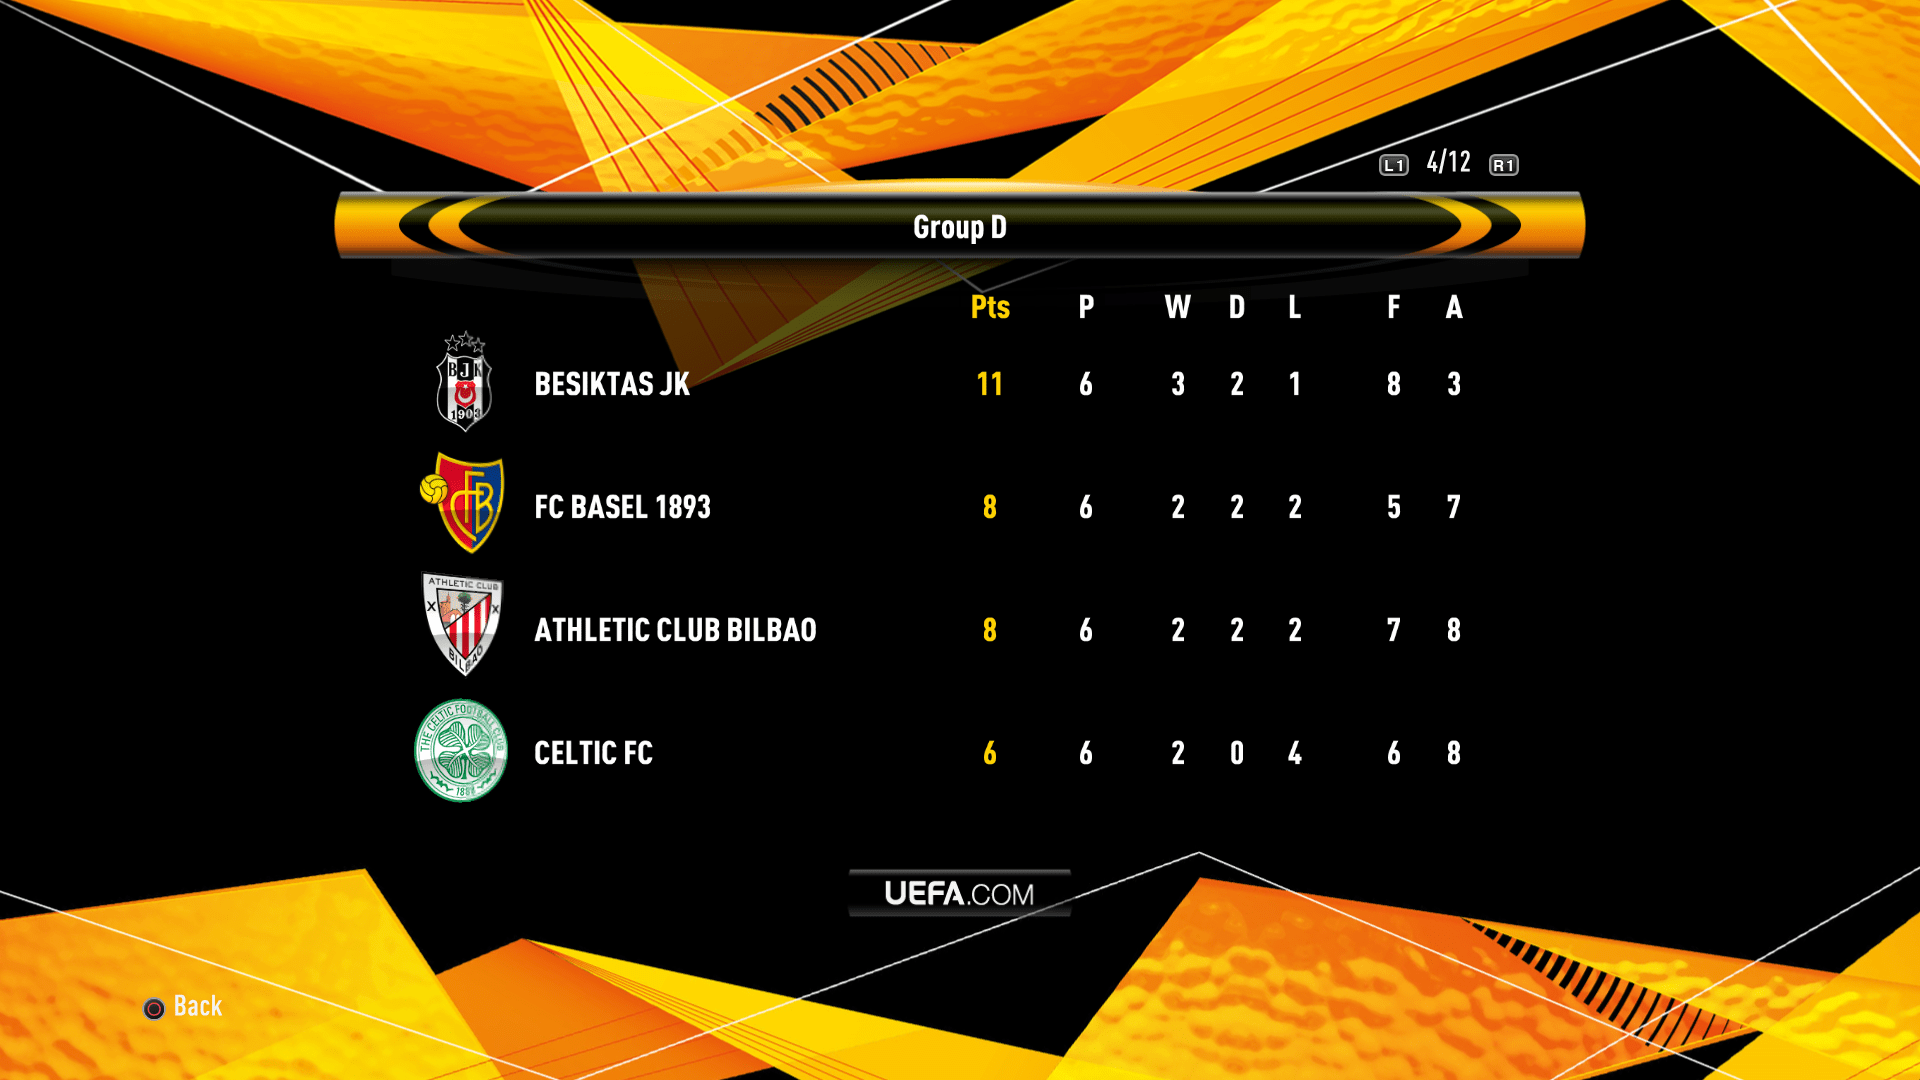 L1 4/12 R1
Group D
Pts P W D L F A
BJK
1903
BESIKTAS JK 11 6 3 2 1 8 3
FCB
FC BASEL 1893 8 6 2 2 2 5 7
ATHLETIC CLUB
BILBAO
ATHLETIC CLUB BILBAO 8 6 2 2 2 7 8
THE CELTIC FOOTBALL CLUB
1888
CELTIC FC 6 6 2 0 4 6 8
UEFA.COM
Back